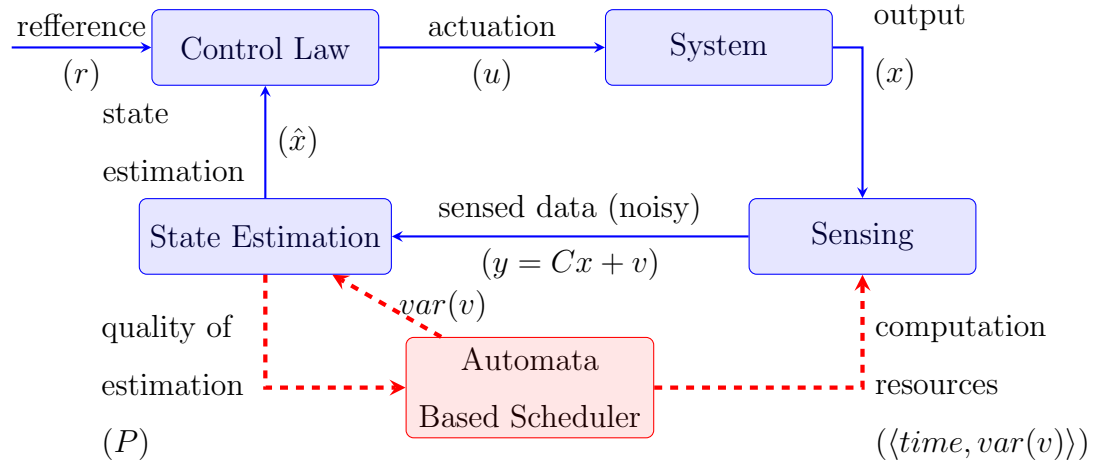 refference
(r)
Control Law
actuation
(u)
System
output
(x)
state
estimation
(x̂)
State Estimation
sensed data (noisy)
(y = Cx + v)
Sensing
var(v)
quality of
estimation
(P)
Automata
Based Scheduler
computation
resources
(⟨time, var(v)⟩)